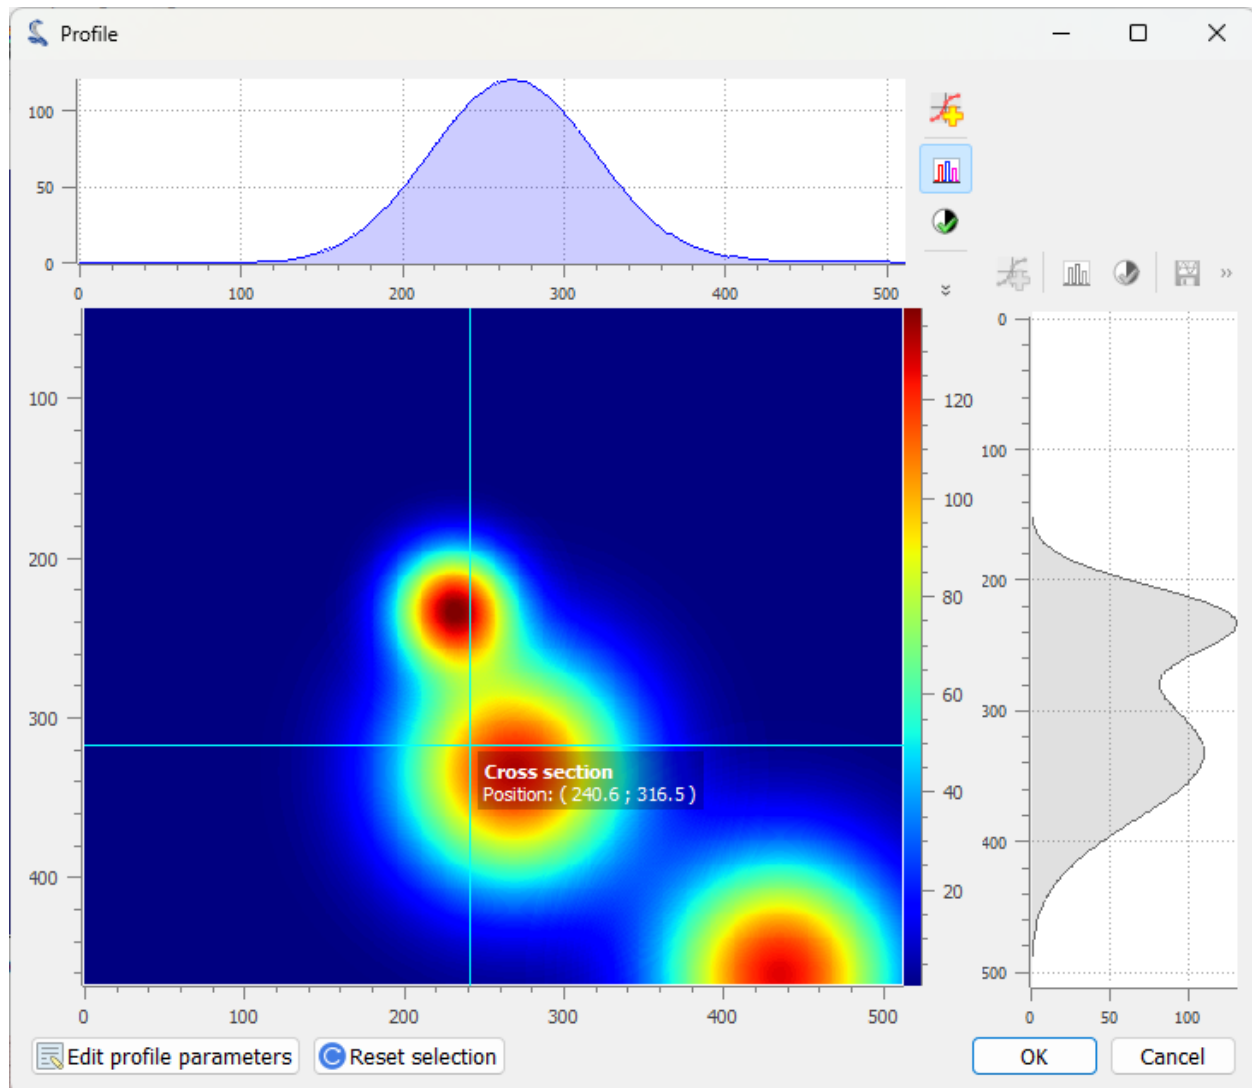 Profile
100
50
0
0 100 200 300 400 500
100
200
300
400
0 100 200 300 400 500
120
100
80
60
40
20
0
100
200
300
400
500
0 50 100
Cross section
Position: ( 240.6 ; 316.5 )
Edit profile parameters
Reset selection
OK
Cancel